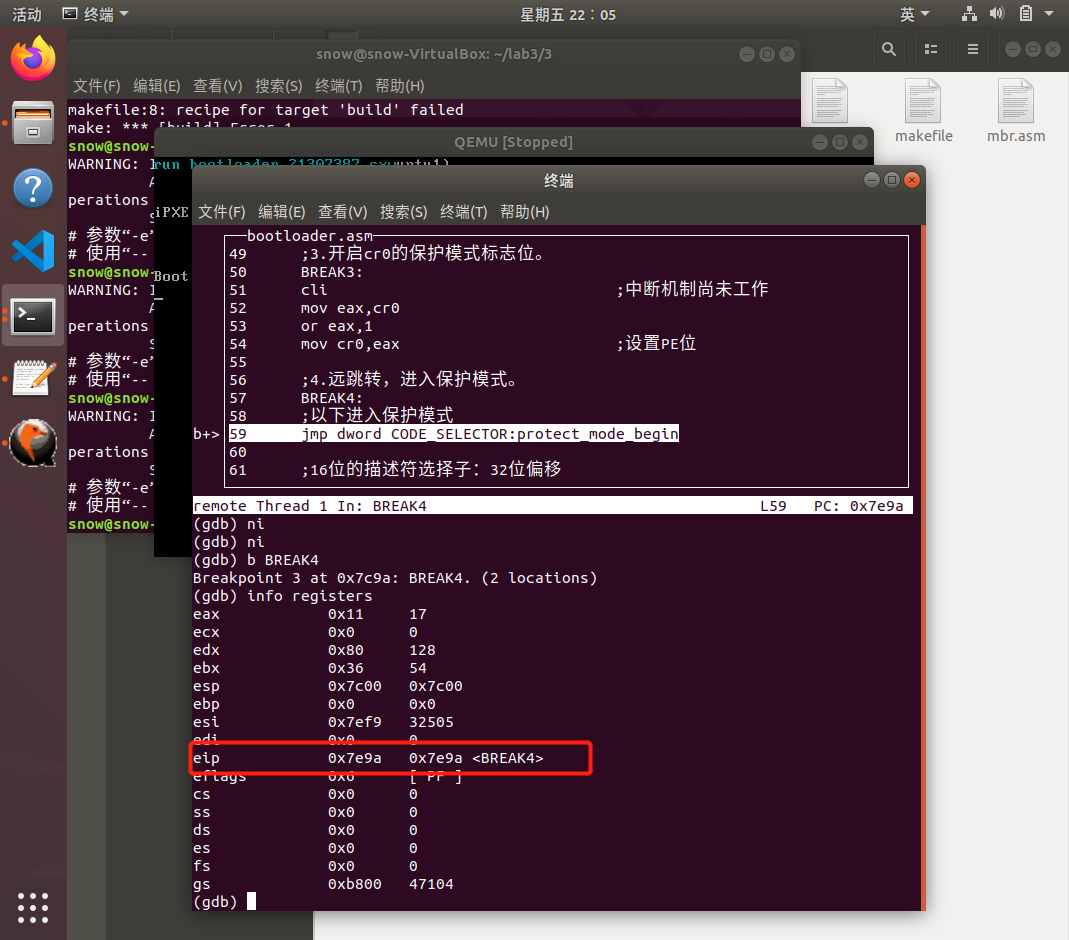 活动 终端 星期五 22：05 英
snow@snow-VirtualBox: ~/lab3/3
文件(F) 编辑(E) 查看(V) 搜索(S) 终端(T) 帮助(H)
makefile:8: recipe for target 'build' failed
make: *** [build] Error 1
snow@snow-
WARNING: I
A
perations
S
# 参数“-e”
# 使用“--
snow@snow-
WARNING: I
A
perations
S
# 参数“-e”
# 使用“--
snow@snow-
WARNING: I
A
perations
S
# 参数“-e”
# 使用“--
snow@snow-
makefile
mbr.asm
QEMU [Stopped]
run bootloader 21307387
iPXE
Boot
终端
文件(F) 编辑(E) 查看(V) 搜索(S) 终端(T) 帮助(H)
bootloader.asm
49 ;3.开启cr0的保护模式标志位。
50 BREAK3:
51 cli ;中断机制尚未工作
52 mov eax,cr0
53 or eax,1
54 mov cr0,eax ;设置PE位
55
56 ;4.远跳转，进入保护模式。
57 BREAK4:
58 ;以下进入保护模式
b+> 59 jmp dword CODE_SELECTOR:protect_mode_begin
60
61 ;16位的描述符选择子：32位偏移
remote Thread 1 In: BREAK4 L59 PC: 0x7e9a
(gdb) ni
(gdb) ni
(gdb) b BREAK4
Breakpoint 3 at 0x7c9a: BREAK4. (2 locations)
(gdb) info registers
eax 0x11 17
ecx 0x0 0
edx 0x80 128
ebx 0x36 54
esp 0x7c00 0x7c00
ebp 0x0 0x0
esi 0x7ef9 32505
edi 0x0 0
eip 0x7e9a 0x7e9a <BREAK4>
eflags 0x6 [ PF ]
cs 0x0 0
ss 0x0 0
ds 0x0 0
es 0x0 0
fs 0x0 0
gs 0xb800 47104
(gdb)